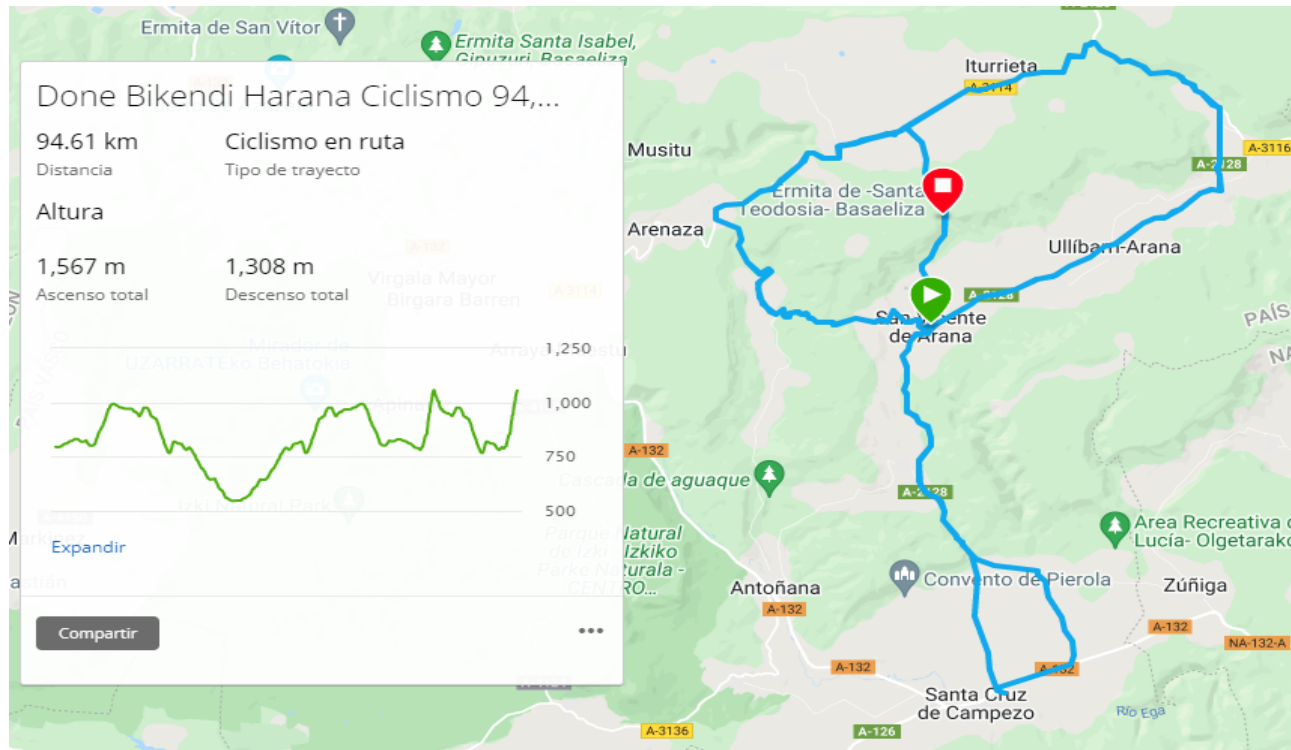 Ermita de San Vítor
Ermita Santa Isabel,
Gipuzuri Basaeliza
Done Bikendi Harana Ciclismo 94,...
94.61 km
Ciclismo en ruta
Distancia
Tipo de trayecto
Altura
1,567 m
1,308 m
Ascenso total
Descenso total
A-132
Virgala Mayor
Birgara Barren
A-3114
Mirador de
UZARRATEko Behatokia
1,250
1,000
750
500
Izki Natural Park
Expandir
Compartir
•••
Iturrieta
A-3114
Musitu
A-3116
A-2128
Ermita de -Santa
Teodosia- Basaeliza
Arenaza
Ullíbarri-Arana
A-2128
San Vicente
de Arana
PAÍS
A-132
Cascada de aguaque
A-2128
Area Recreativa
Lucía- Olgetarako
Parque Natural
de Izki - Izkiko
Parke Naturala -
CENTRO...
Convento de Pierola
Antoñana
A-132
Zúñiga
A-132
NA-132-A
A-132
A-132
Santa Cruz
de Campezo
Río Ega
A-3136
A-126